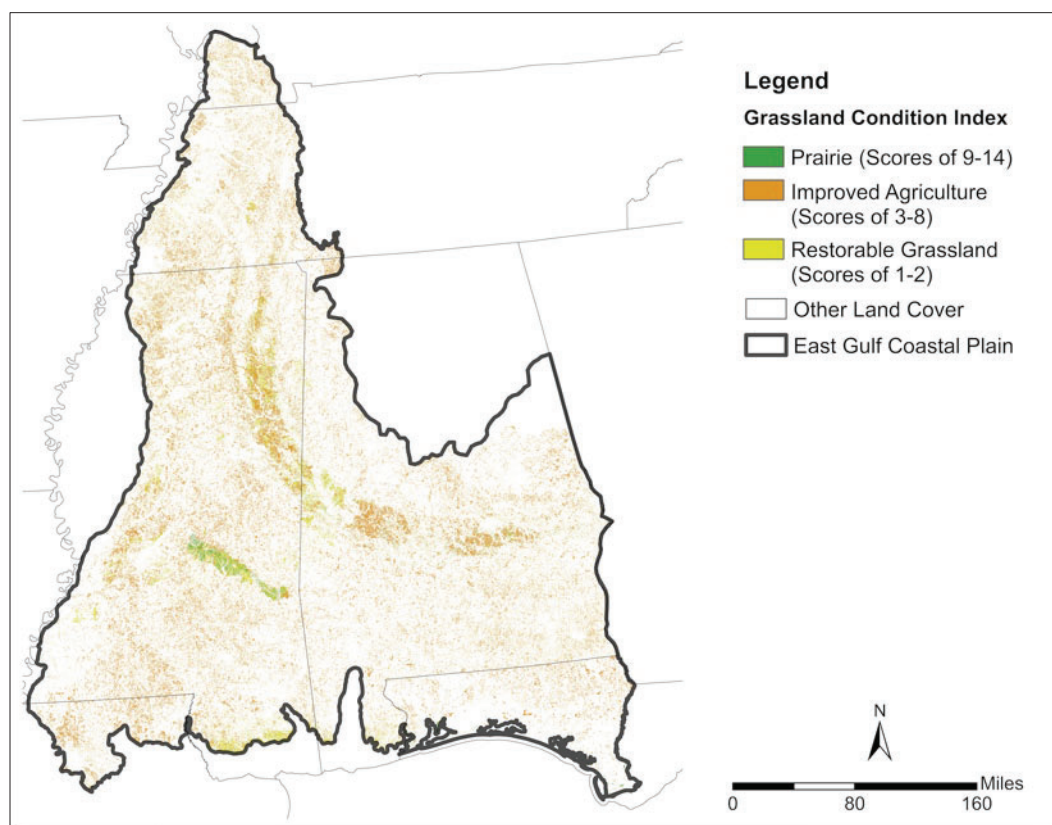 Legend
Grassland Condition Index
Prairie (Scores of 9-14)
Improved Agriculture
(Scores of 3-8)
Restorable Grassland
(Scores of 1-2)
Other Land Cover
East Gulf Coastal Plain
N
Miles
0 80 160